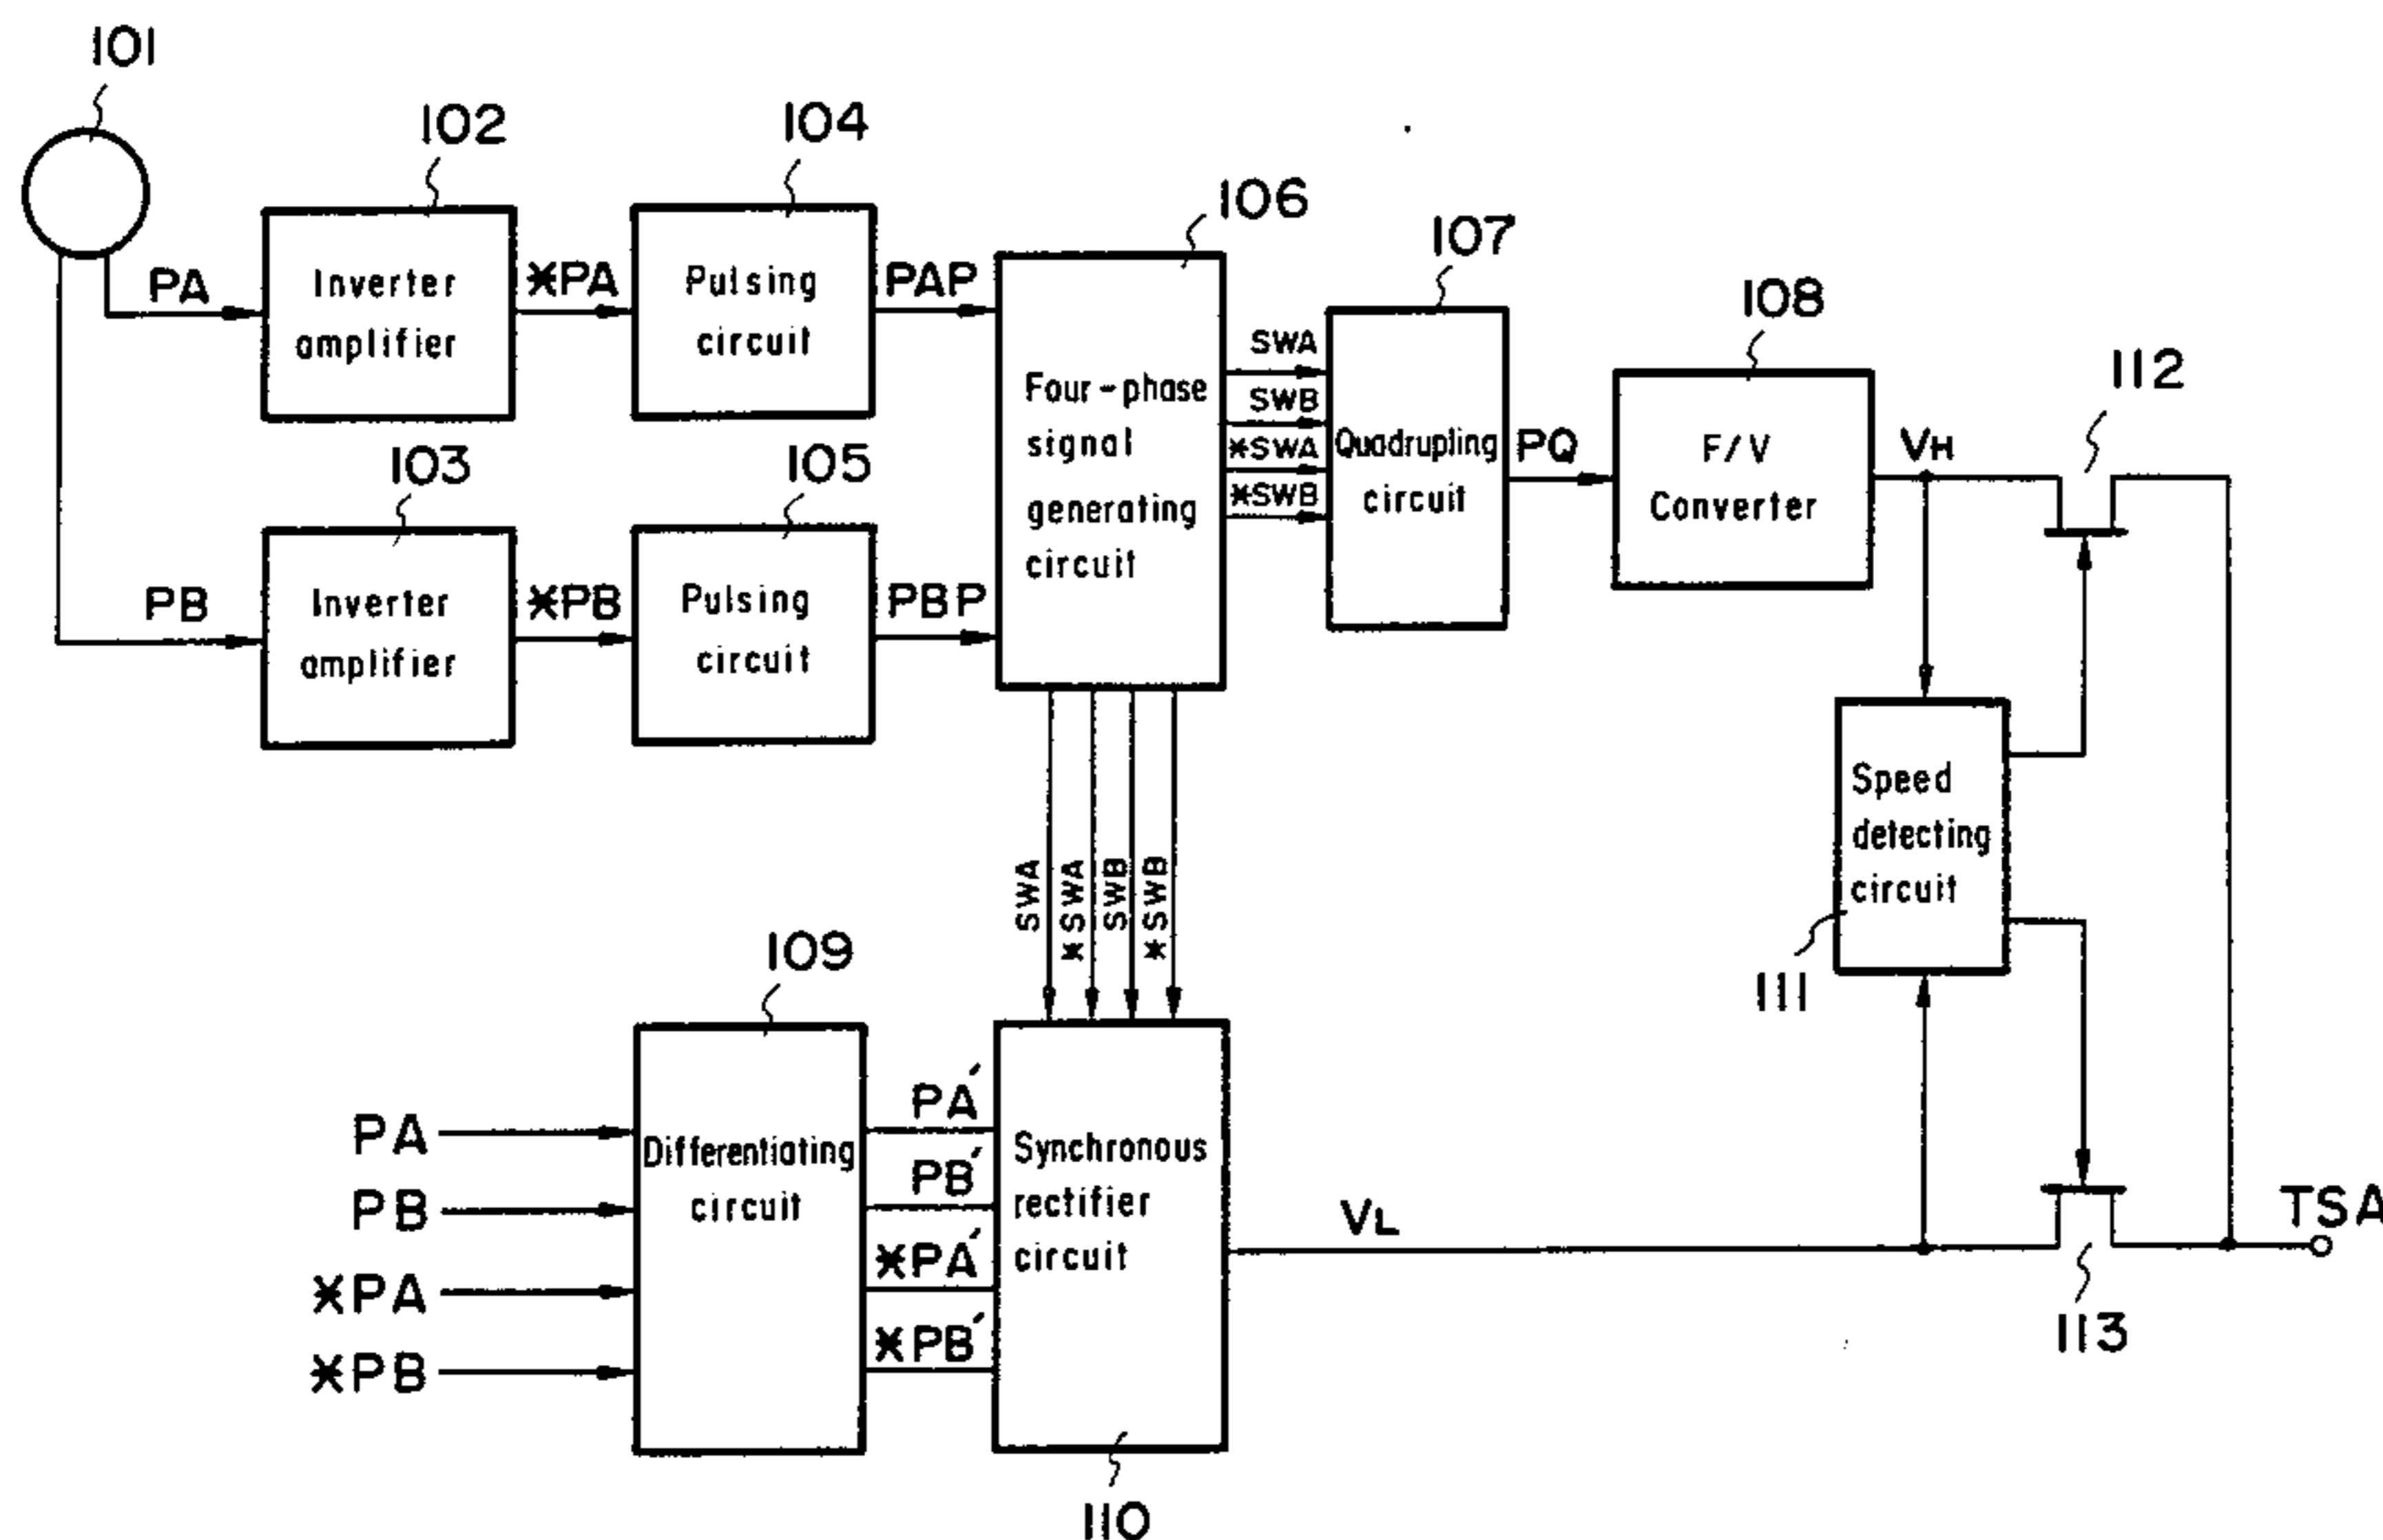 101
102
104
106
107
108
112
PA
Inverter
amplifier
*PA
Pulsing
circuit
PAP
Four-phase
signal
generating
circuit
SWA
SWB
*SWA
*SWB
Quadrupling
circuit
PQ
F/V
Converter
VH
103
105
PB
Inverter
amplifier
*PB
Pulsing
circuit
PBP
Speed
detecting
circuit
111
SWA
*SWA
SWB
*SWB
109
PA
PB
*PA
*PB
Differentiating
circuit
PA'
PB'
*PA'
*PB'
Synchronous
rectifier
circuit
VL
TSA
113
110